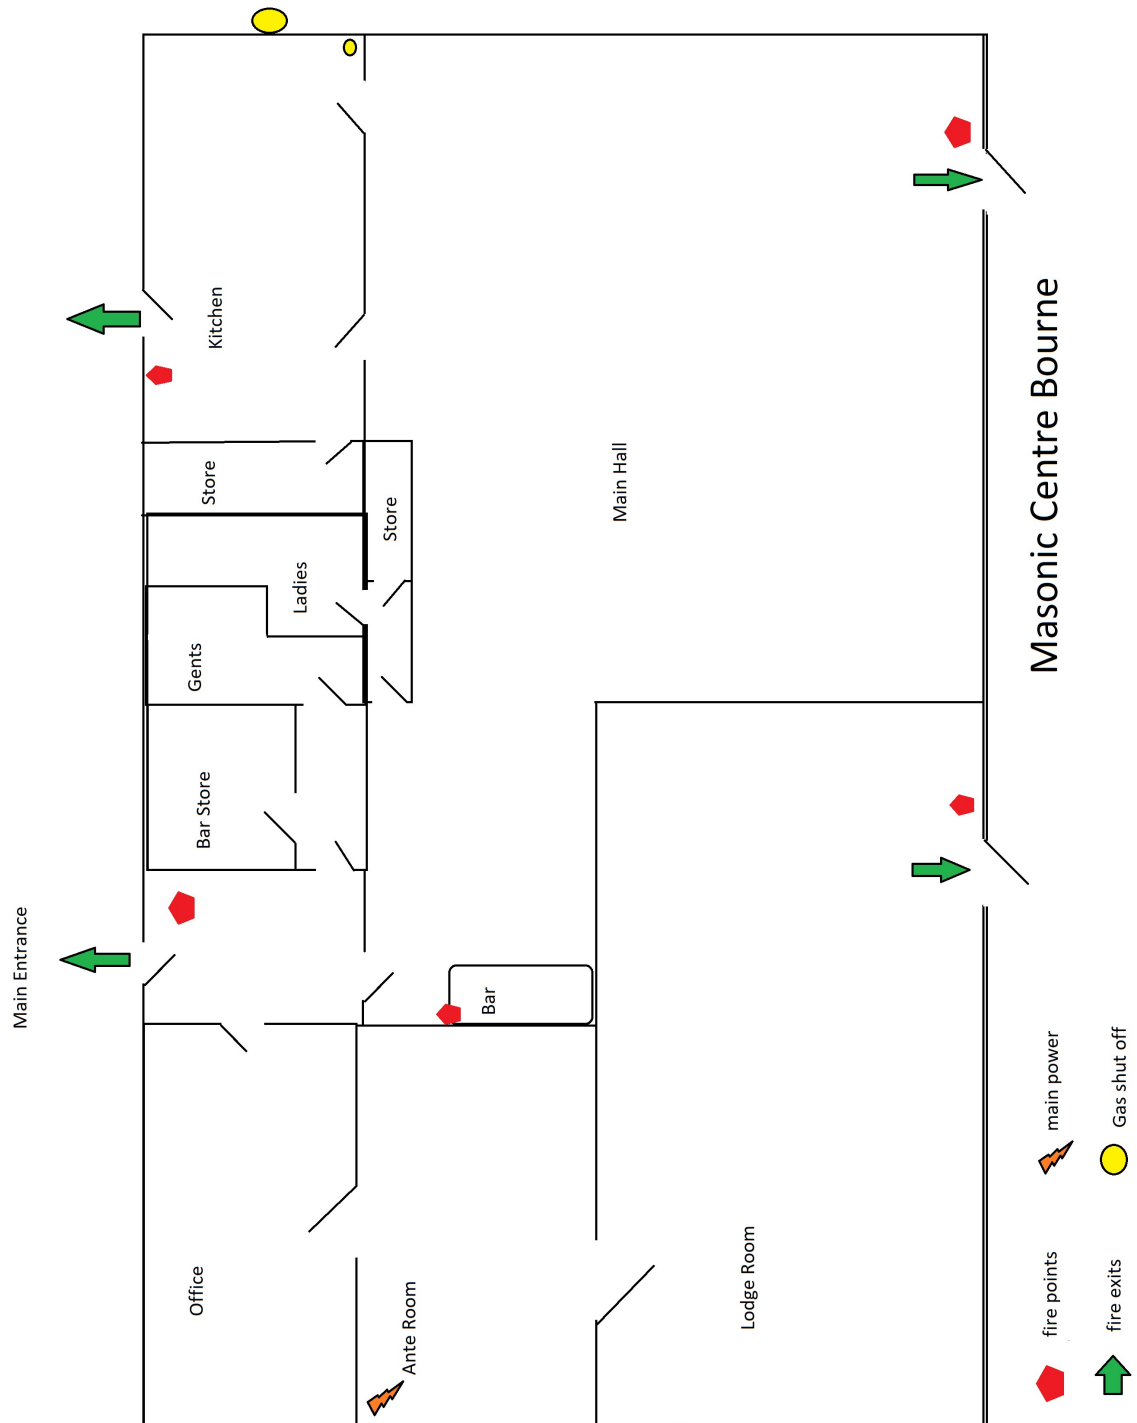 Main Entrance
Office
Bar Store
Gents
Ladies
Store
Kitchen
Store
Ante Room
Bar
Main Hall
Lodge Room
Masonic Centre Bourne
fire points
main power
fire exits
Gas shut off